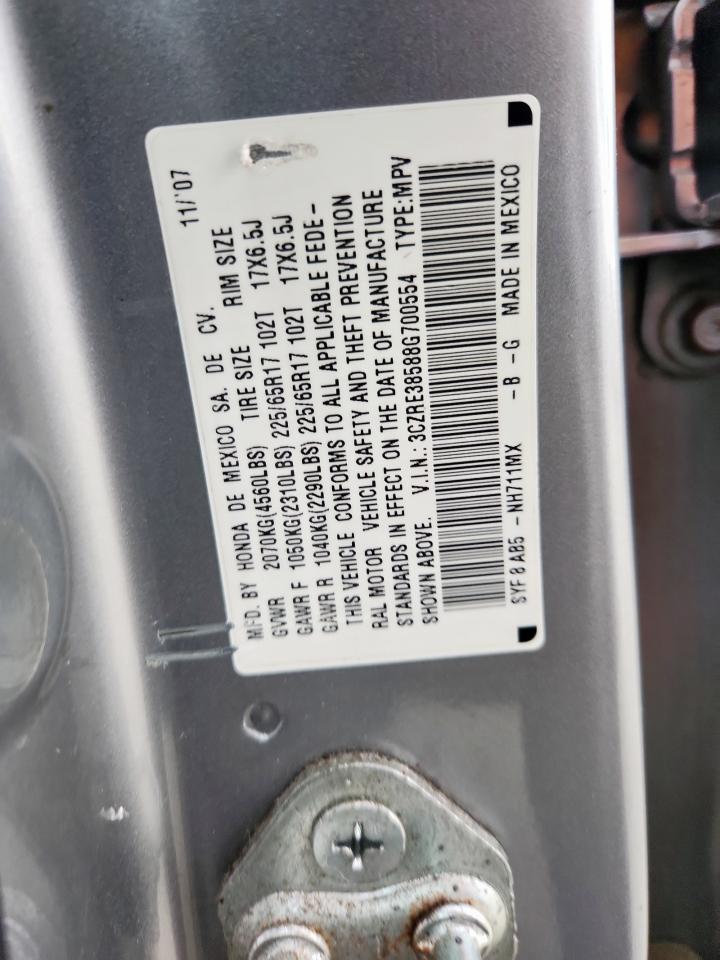 MFD. BY HONDA DE MEXICO SA. DE CV. 11/'07
GVWR 2070KG(4560LBS) TIRE SIZE RIM SIZE
GAWR F 1050KG(2310LBS) 225/65R17 102T 17X6.5J
GAWR R 1040KG(2290LBS) 225/65R17 102T 17X6.5J
THIS VEHICLE CONFORMS TO ALL APPLICABLE FEDE-
RAL MOTOR VEHICLE SAFETY AND THEFT PREVENTION
STANDARDS IN EFFECT ON THE DATE OF MANUFACTURE
SHOWN ABOVE. V.I.N.: 3CZRE38588G700554 TYPE:MPV
SYF 8 AB5 -NH711MX -B -G MADE IN MEXICO